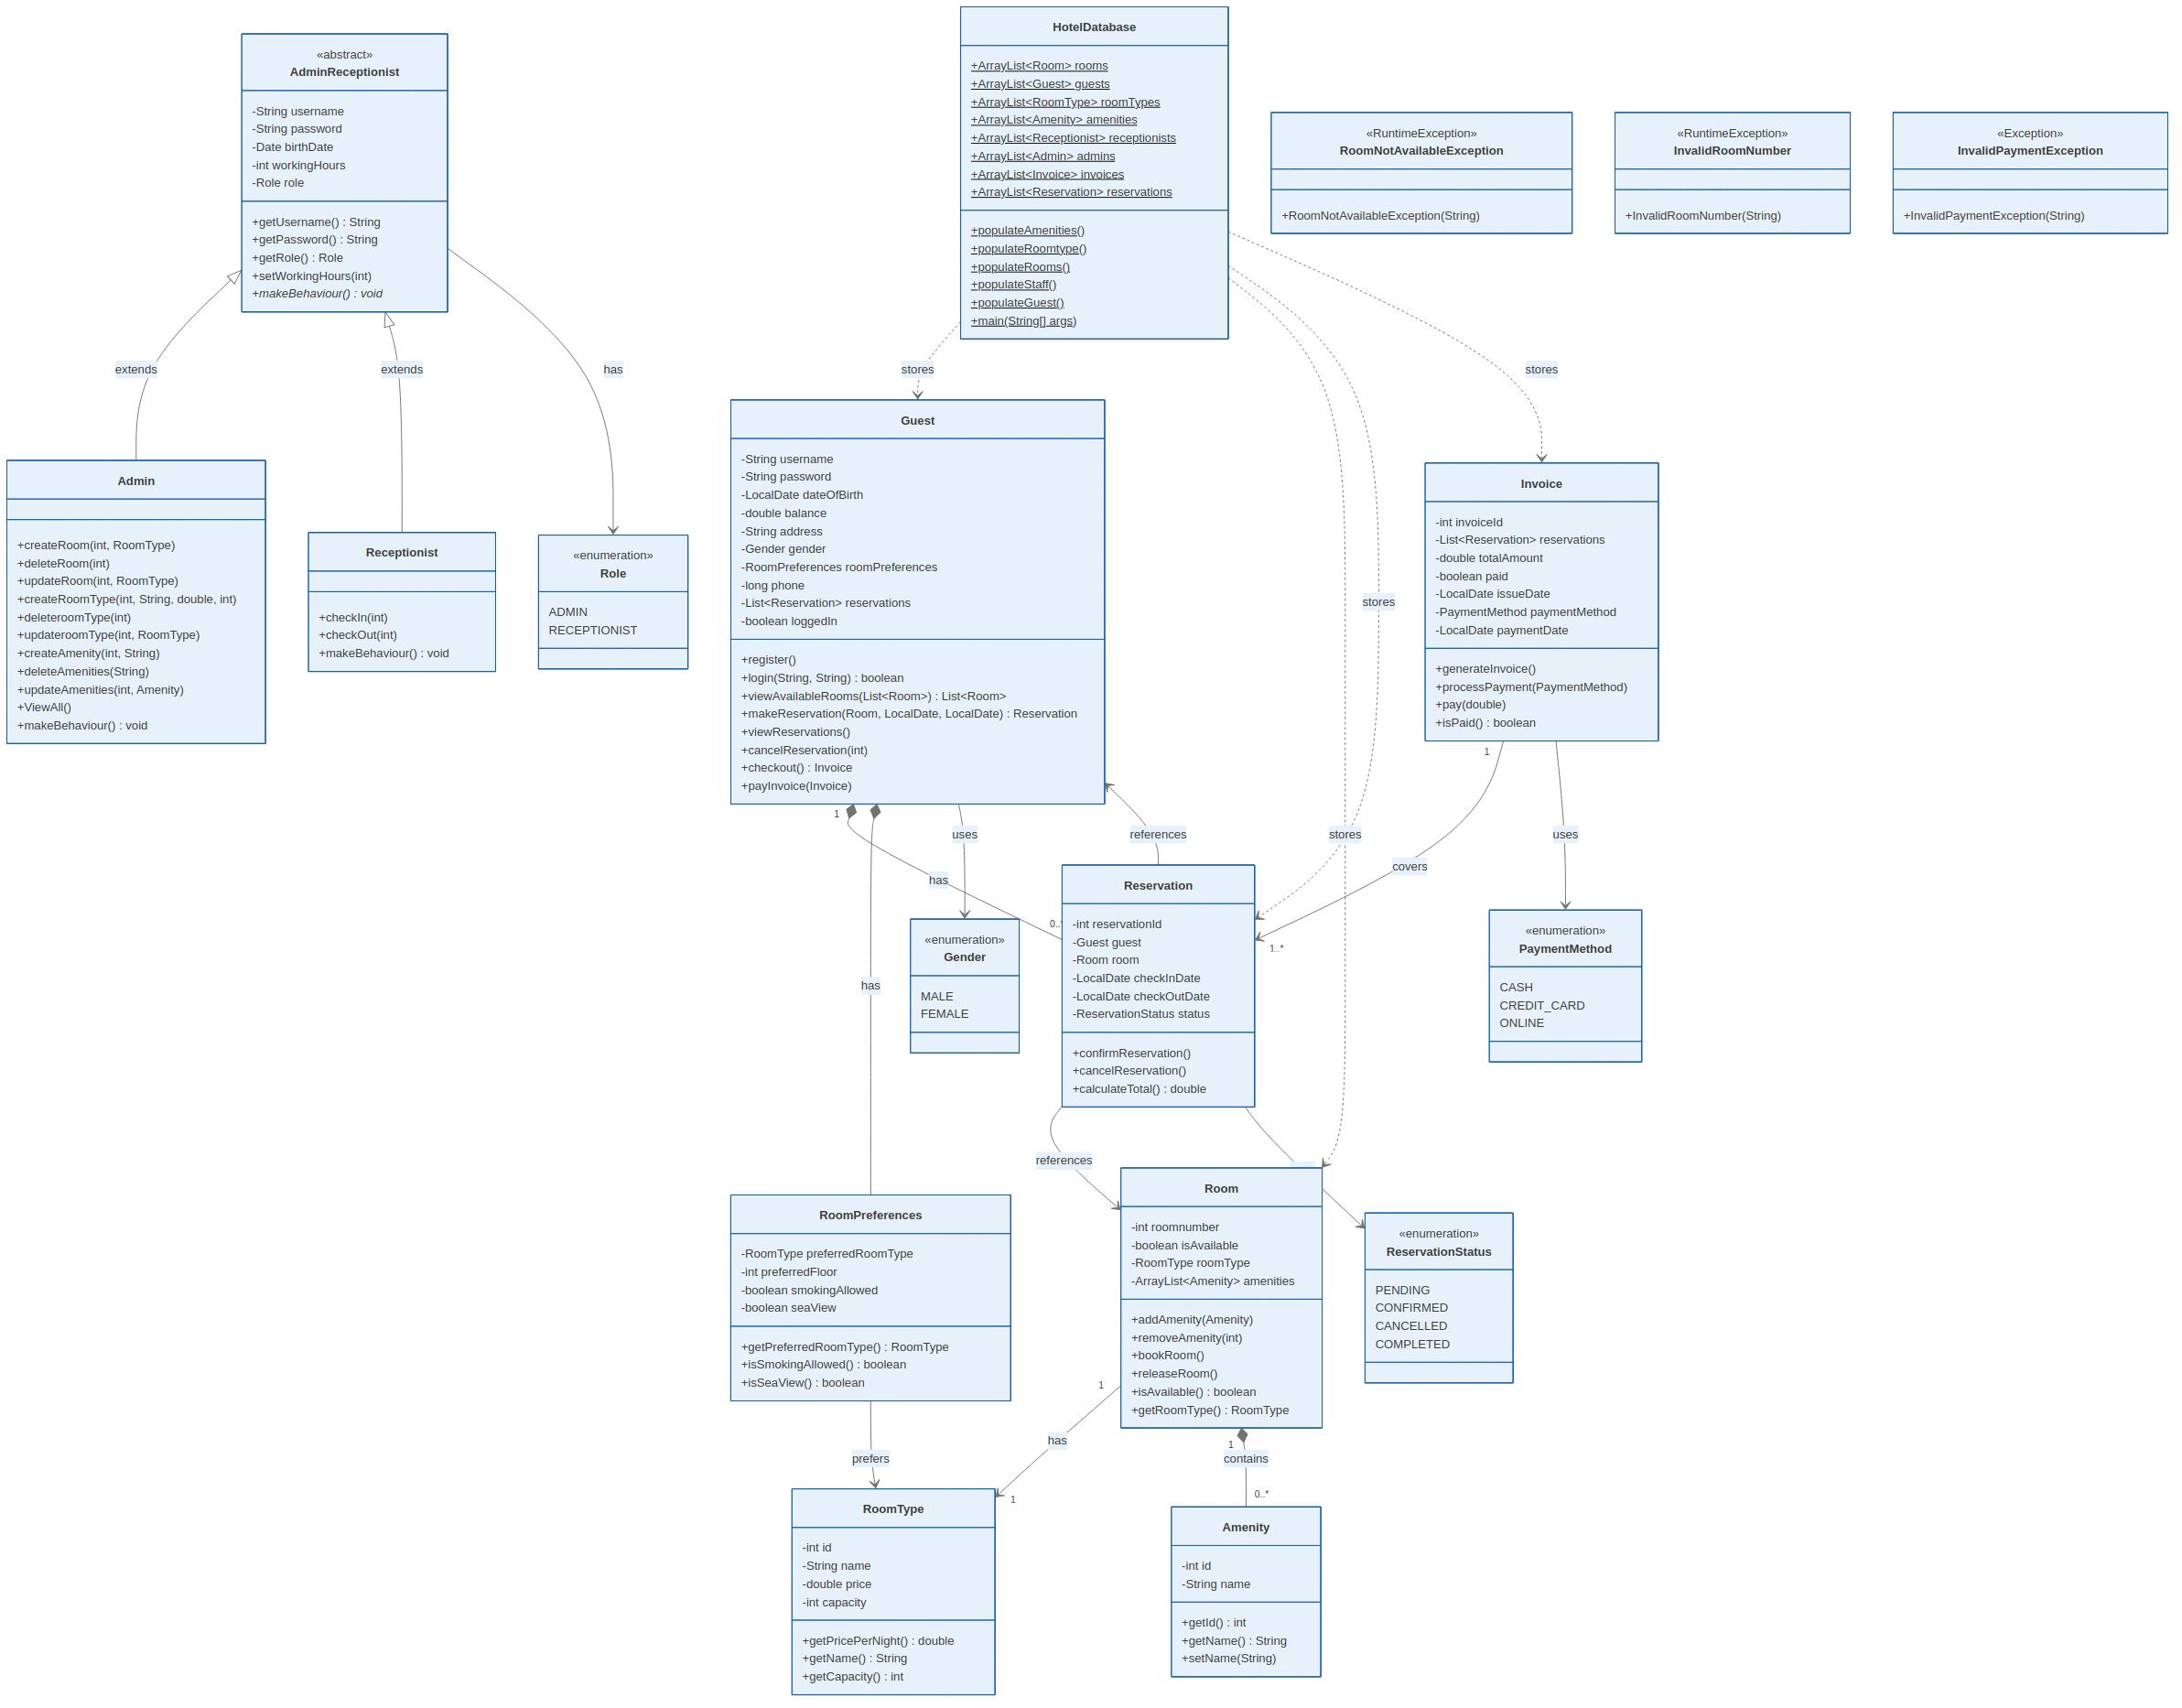 «abstract»
AdminReceptionist
-String username
-String password
-Date birthDate
-int workingHours
-Role role
+getUsername() : String
+getPassword() : String
+getRole() : Role
+setWorkingHours(int)
+makeBehaviour() : void
HotelDatabase
+ArrayList<Room> rooms
+ArrayList<Guest> guests
+ArrayList<RoomType> roomTypes
+ArrayList<Amenity> amenities
+ArrayList<Receptionist> receptionists
+ArrayList<Admin> admins
+ArrayList<Invoice> invoices
+ArrayList<Reservation> reservations
+populateAmenities()
+populateRoomtype()
+populateRooms()
+populateStaff()
+populateGuest()
+main(String[] args)
«RuntimeException»
RoomNotAvailableException
+RoomNotAvailableException(String)
«RuntimeException»
InvalidRoomNumber
+InvalidRoomNumber(String)
«Exception»
InvalidPaymentException
+InvalidPaymentException(String)
extends
extends
has
stores
stores
Admin
+createRoom(int, RoomType)
+deleteRoom(int)
+updateRoom(int, RoomType)
+createRoomType(int, String, double, int)
+deleteroomType(int)
+updateroomType(int, RoomType)
+createAmenity(int, String)
+deleteAmenities(String)
+updateAmenities(int, Amenity)
+ViewAll()
+makeBehaviour() : void
Receptionist
+checkIn(int)
+checkOut(int)
+makeBehaviour() : void
«enumeration»
Role
ADMIN
RECEPTIONIST
Guest
-String username
-String password
-LocalDate dateOfBirth
-double balance
-String address
-Gender gender
-RoomPreferences roomPreferences
-long phone
-List<Reservation> reservations
-boolean loggedIn
+register()
+login(String, String) : boolean
+viewAvailableRooms(List<Room>) : List<Room>
+makeReservation(Room, LocalDate, LocalDate) : Reservation
+viewReservations()
+cancelReservation(int)
+checkout() : Invoice
+payInvoice(Invoice)
stores
Invoice
-int invoiceId
-List<Reservation> reservations
-double totalAmount
-boolean paid
-LocalDate issueDate
-PaymentMethod paymentMethod
-LocalDate paymentDate
+generateInvoice()
+processPayment(PaymentMethod)
+pay(double)
+isPaid() : boolean
1
1
uses
references
stores
uses
covers
has
0..*
1..*
has
«enumeration»
Gender
MALE
FEMALE
Reservation
-int reservationId
-Guest guest
-Room room
-LocalDate checkInDate
-LocalDate checkOutDate
-ReservationStatus status
+confirmReservation()
+cancelReservation()
+calculateTotal() : double
«enumeration»
PaymentMethod
CASH
CREDIT_CARD
ONLINE
references
RoomPreferences
-RoomType preferredRoomType
-int preferredFloor
-boolean smokingAllowed
-boolean seaView
+getPreferredRoomType() : RoomType
+isSmokingAllowed() : boolean
+isSeaView() : boolean
Room
-int roomnumber
-boolean isAvailable
-RoomType roomType
-ArrayList<Amenity> amenities
+addAmenity(Amenity)
+removeAmenity(int)
+bookRoom()
+releaseRoom()
+isAvailable() : boolean
+getRoomType() : RoomType
«enumeration»
ReservationStatus
PENDING
CONFIRMED
CANCELLED
COMPLETED
1
has
1
contains
prefers
1
0..*
RoomType
-int id
-String name
-double price
-int capacity
+getPricePerNight() : double
+getName() : String
+getCapacity() : int
Amenity
-int id
-String name
+getId() : int
+getName() : String
+setName(String)